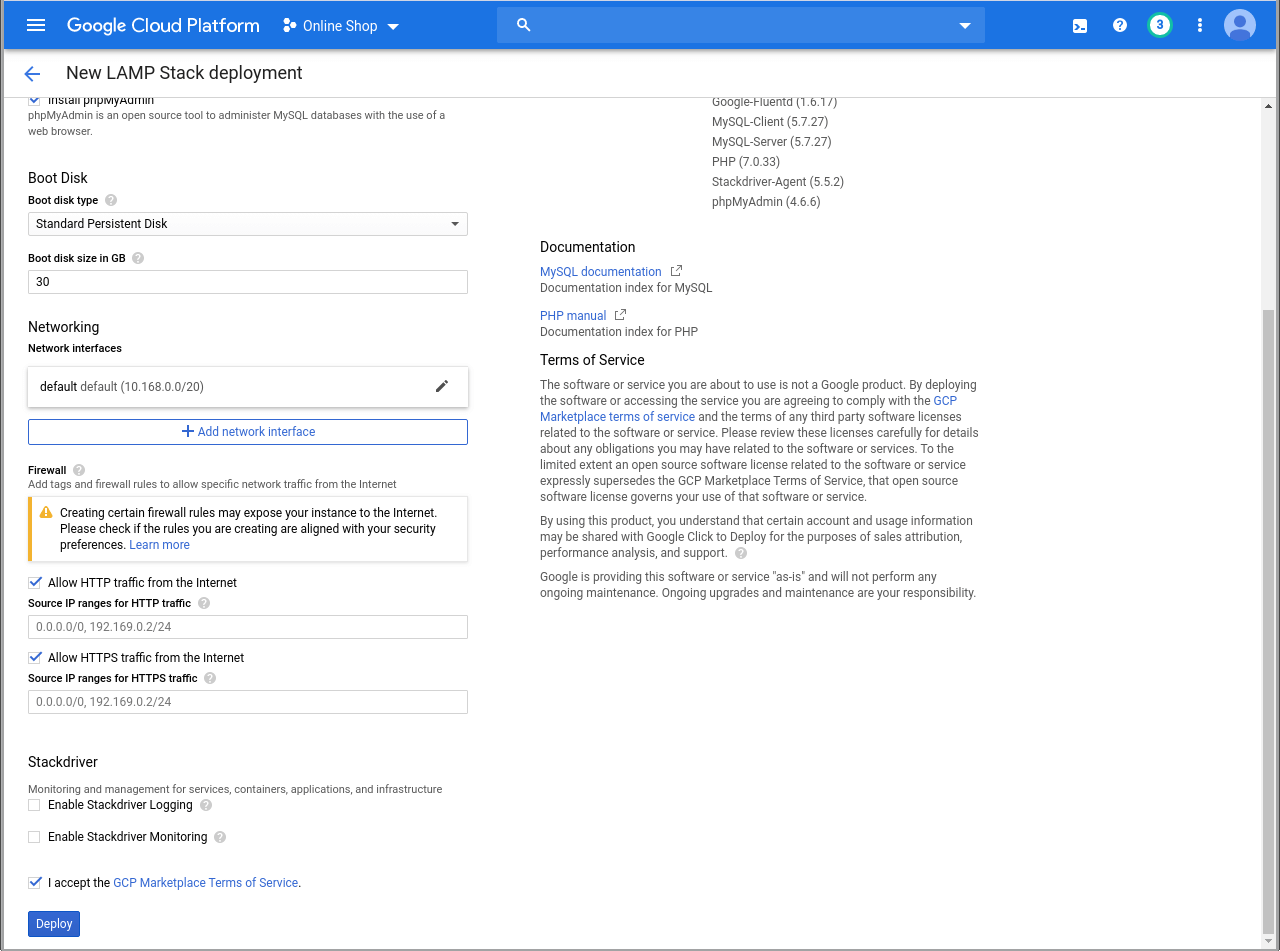 Google Cloud Platform
Online Shop
3
New LAMP Stack deployment
Install phpMyAdmin
phpMyAdmin is an open source tool to administer MySQL databases with the use of a
web browser.
Boot Disk
Boot disk type ?
Standard Persistent Disk
Boot disk size in GB ?
30
Networking
Network interfaces
default default (10.168.0.0/20)
Add network interface
Firewall ?
Add tags and firewall rules to allow specific network traffic from the Internet
Creating certain firewall rules may expose your instance to the Internet.
Please check if the rules you are creating are aligned with your security
preferences. Learn more
Allow HTTP traffic from the Internet
Source IP ranges for HTTP traffic ?
0.0.0.0/0, 192.169.0.2/24
Allow HTTPS traffic from the Internet
Source IP ranges for HTTPS traffic ?
0.0.0.0/0, 192.169.0.2/24
Stackdriver
Monitoring and management for services, containers, applications, and infrastructure
Enable Stackdriver Logging ?
Enable Stackdriver Monitoring ?
I accept the GCP Marketplace Terms of Service.
Deploy
Google-Fluentd (1.6.17)
MySQL-Client (5.7.27)
MySQL-Server (5.7.27)
PHP (7.0.33)
Stackdriver-Agent (5.5.2)
phpMyAdmin (4.6.6)
Documentation
MySQL documentation
Documentation index for MySQL
PHP manual
Documentation index for PHP
Terms of Service
The software or service you are about to use is not a Google product. By deploying
the software or accessing the service you are agreeing to comply with the GCP
Marketplace terms of service and the terms of any third party software licenses
related to the software or service. Please review these licenses carefully for details
about any obligations you may have related to the software or services. To the
limited extent an open source software license related to the software or service
expressly supersedes the GCP Marketplace Terms of Service, that open source
software license governs your use of that software or service.
By using this product, you understand that certain account and usage information
may be shared with Google Click to Deploy for the purposes of sales attribution,
performance analysis, and support. ?
Google is providing this software or service "as-is" and will not perform any
ongoing maintenance. Ongoing upgrades and maintenance are your responsibility.